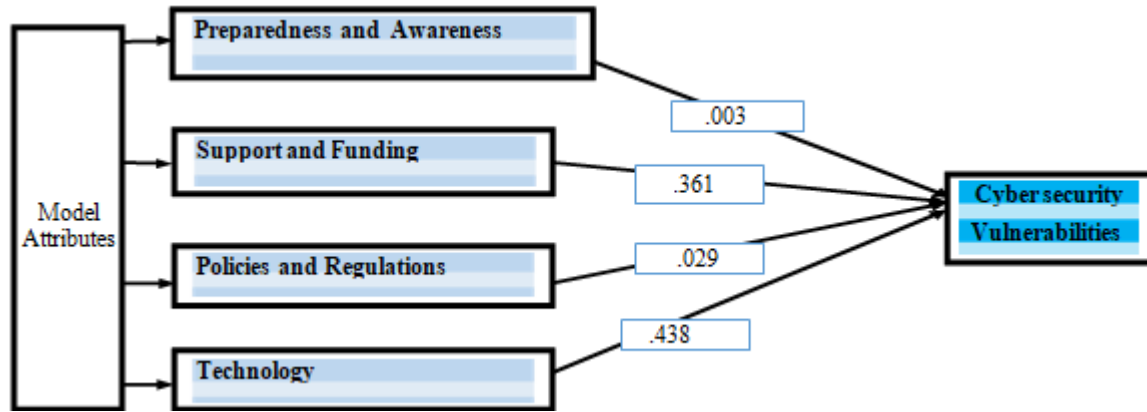 Model
Attributes
Preparedness and Awareness
.003
Support and Funding
.361
Policies and Regulations
.029
Technology
.438
Cyber security
Vulnerabilities